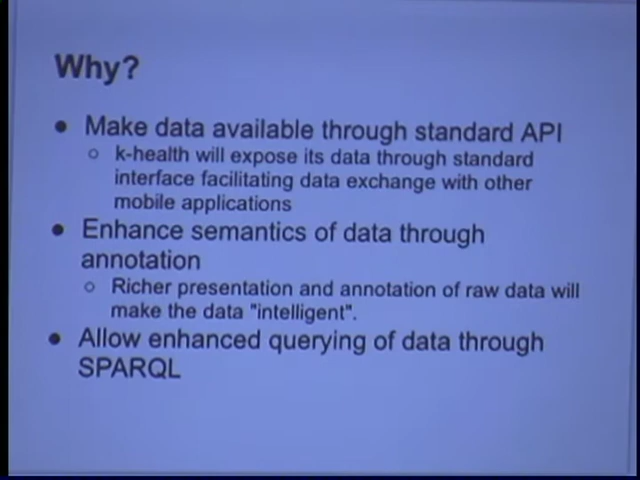 Why?
● Make data available through standard API
○ k-health will expose its data through standard
interface facilitating data exchange with other
mobile applications
● Enhance semantics of data through
annotation
○ Richer presentation and annotation of raw data will
make the data "intelligent".
● Allow enhanced querying of data through
SPARQL